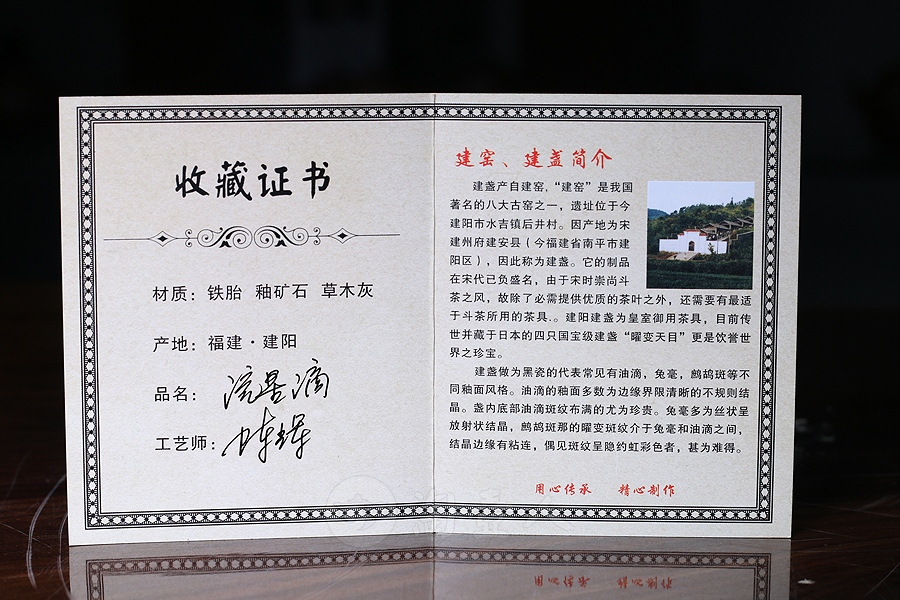 收藏证书
材质：铁胎 釉矿石 草木灰
产地：福建·建阳
品名：
工艺师：
建窑、建盏简介
建盏产自建窑，“建窑”是我国
著名的八大古窑之一，遗址位于今
建阳市水吉镇后井村。因产地为宋
建州府建安县（今福建省南平市建
阳区），因此称为建盏。它的制品
在宋代已负盛名，由于宋时崇尚斗
茶之风，故除了必需提供优质的茶叶之外，还需要有最适
于斗茶所用的茶具.。建阳建盏为皇室御用茶具，目前传
世并藏于日本的四只国宝级建盏“曜变天目”更是饮誉世
界之珍宝。
建盏做为黑瓷的代表常见有油滴，兔毫，鹧鸪斑等不
同釉面风格。油滴的釉面多数为边缘界限清晰的不规则结
晶。盏内底部油滴斑纹布满的尤为珍贵。兔毫多为丝状呈
放射状结晶，鹧鸪斑那的曜变斑纹介于兔毫和油滴之间，
结晶边缘有粘连，偶见斑纹呈隐约虹彩色者，甚为难得。
用心传承 精心制作